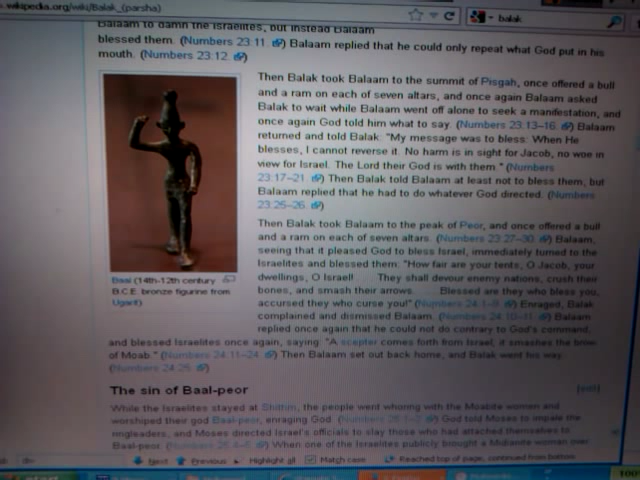 wikipedia.org/wiki/Balak_(parsha)
balak
Balaam to damn the Israelites, but instead Balaam
blessed them. (Numbers 23:11.) Balaam replied that he could only repeat what God put in his
mouth. (Numbers 23:12.)
Then Balak took Balaam to the summit of Pisgah, once offered a bull
and a ram on each of seven altars, and once again Balaam asked
Balak to wait while Balaam went off alone to seek a manifestation, and
once again God told him what to say. (Numbers 23:13–16.) Balaam
returned and told Balak: "My message was to bless: When He
blesses, I cannot reverse it. No harm is in sight for Jacob, no woe in
view for Israel. The Lord their God is with them." (Numbers
23:17–21.) Then Balak told Balaam at least not to bless them, but
Balaam replied that he had to do whatever God directed. (Numbers
23:25–26.)
Then Balak took Balaam to the peak of Peor, and once offered a bull
and a ram on each of seven altars. (Numbers 23:27–30.) Balaam,
seeing that it pleased God to bless Israel, immediately turned to the
Israelites and blessed them: "How fair are your tents, O Jacob, your
dwellings, O Israel! They shall devour enemy nations, crush their
bones, and smash their arrows. Blessed are they who bless you,
accursed they who curse you!" (Numbers 24:1–9.) Enraged, Balak
complained and dismissed Balaam. (Numbers 24:10–11.) Balaam
replied once again that he could not do contrary to God's command,
and blessed Israelites once again, saying: "A scepter comes forth from Israel, it smashes the brow
of Moab." (Numbers 24:11–24.) Then Balaam set out back home, and Balak went his way.
(Numbers 24:25.)
Baal (14th-12th century
B.C.E. bronze figurine from
Ugarit)
The sin of Baal-peor [edit]
While the Israelites stayed at Shittim, the people went whoring with the Moabite women and
worshiped their god Baal-peor, enraging God. (Numbers 25:1–3.) God told Moses to impale the
ringleaders, and Moses directed Israel's officials to slay those who had attached themselves to
Baal-peor. (Numbers 25:4–5.) When one of the Israelites publicly brought a Midianite woman over
Next Previous Highlight all Match case Reached top of page, continued from bottom
100